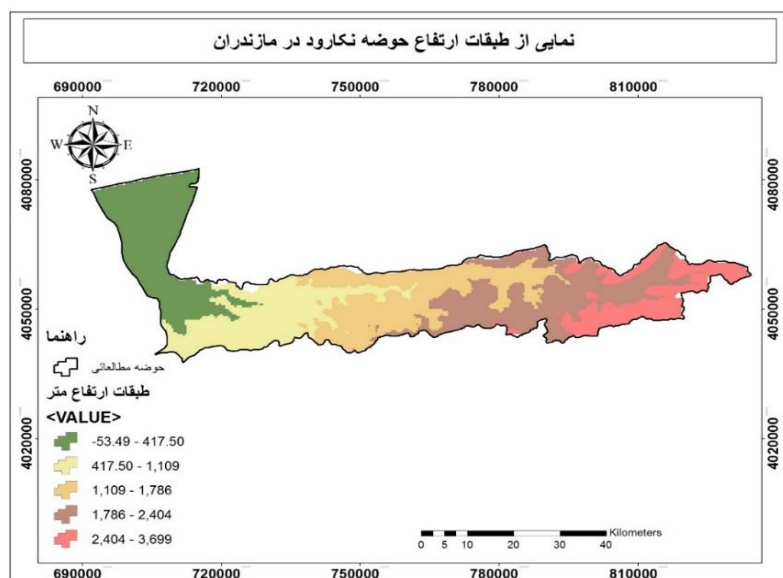 نمایی از طبقات ارتفاع حوضه نکارود در مازندران
690000 720000 750000 780000 810000
N
W E
S
4080000 4080000
4050000 4050000
4020000 4020000
راهنما
حوضه مطالعاتی
طبقات ارتفاع متر
<VALUE>
-53.49 - 417.50
417.50 - 1,109
1,109 - 1,786
1,786 - 2,404
2,404 - 3,699
Kilometers
0 5 10 20 30 40
690000 720000 750000 780000 810000